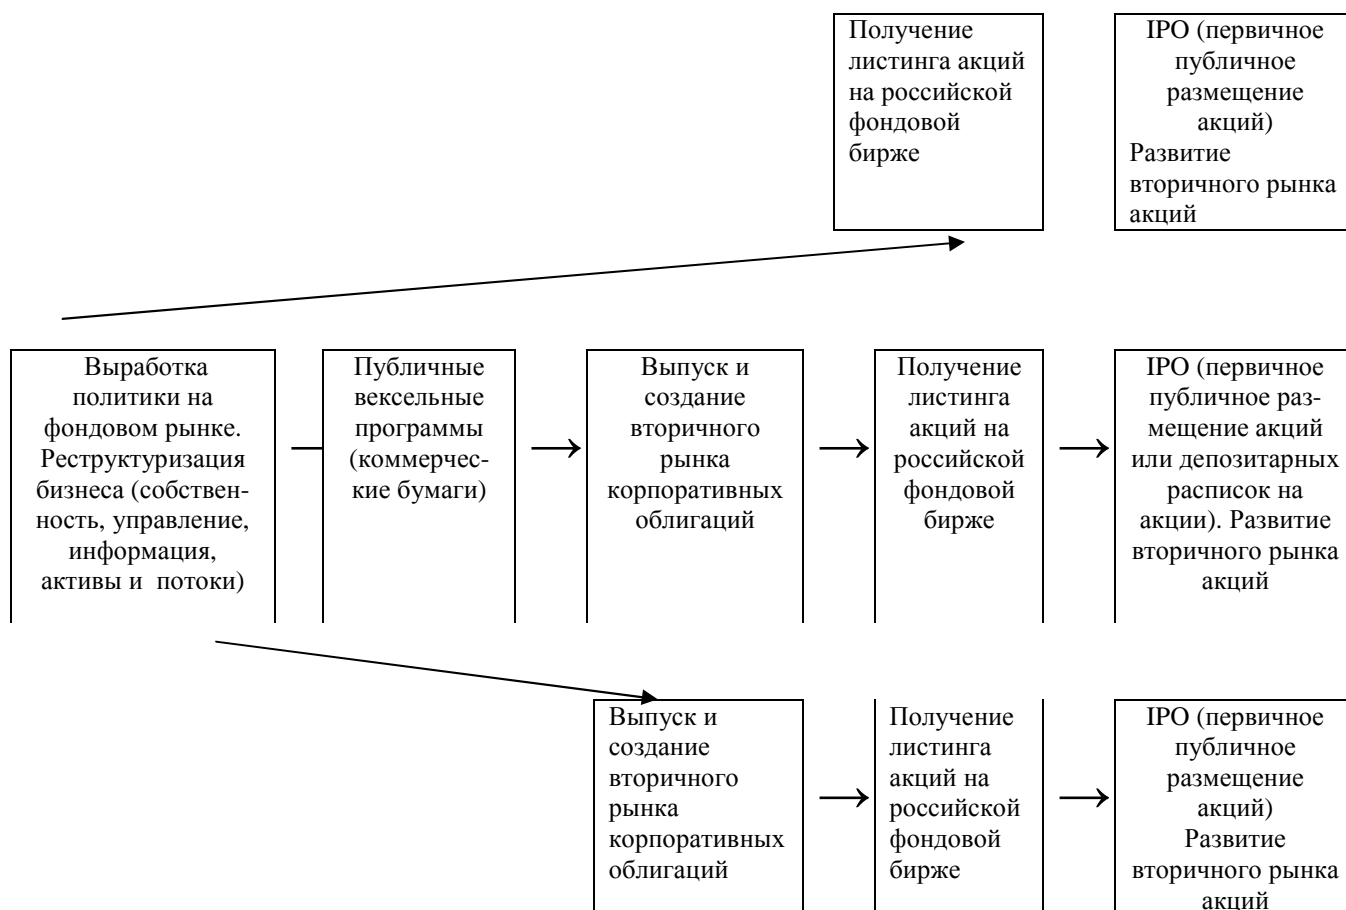 Получение
листинга акций
на российской
фондовой
бирже
IPO (первичное
публичное
размещение
акций)
Развитие
вторичного рынка
акций
Выработка
политики на
фондовом рынке.
Реструктуризация
бизнеса (собствен-
ность, управление,
информация,
активы и потоки)
Публичные
вексельные
программы
(коммерчес-
кие бумаги)
Выпуск и
создание
вторичного
рынка
корпоративных
облигаций
Получение
листинга
акций на
российской
фондовой
бирже
IPO (первичное
публичное раз-
мещение акций
или депозитарных
расписок на
акции). Развитие
вторичного рынка
акций
Выпуск и
создание
вторичного
рынка
корпоративных
облигаций
Получение
листинга
акций на
российской
фондовой
бирже
IPO (первичное
публичное
размещение
акций)
Развитие
вторичного рынка
акций